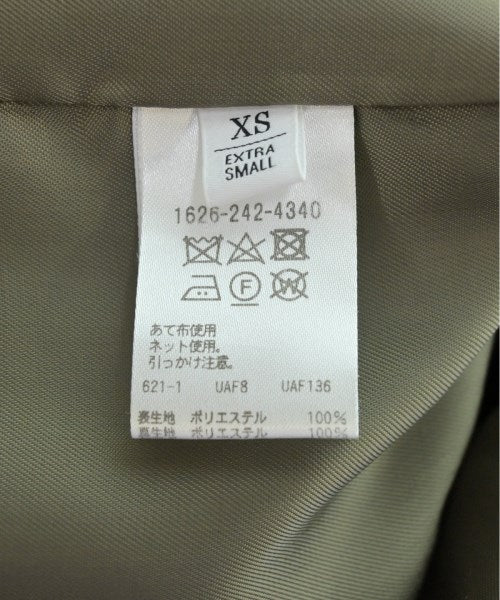 XS
EXTRA
SMALL
1626-242-4340
F W
あて布使用
ネット使用。
引っかけ注意。
621-1 UAF8 UAF136
表生地 ポリエステル 100%
裏生地 ポリエステル 100%